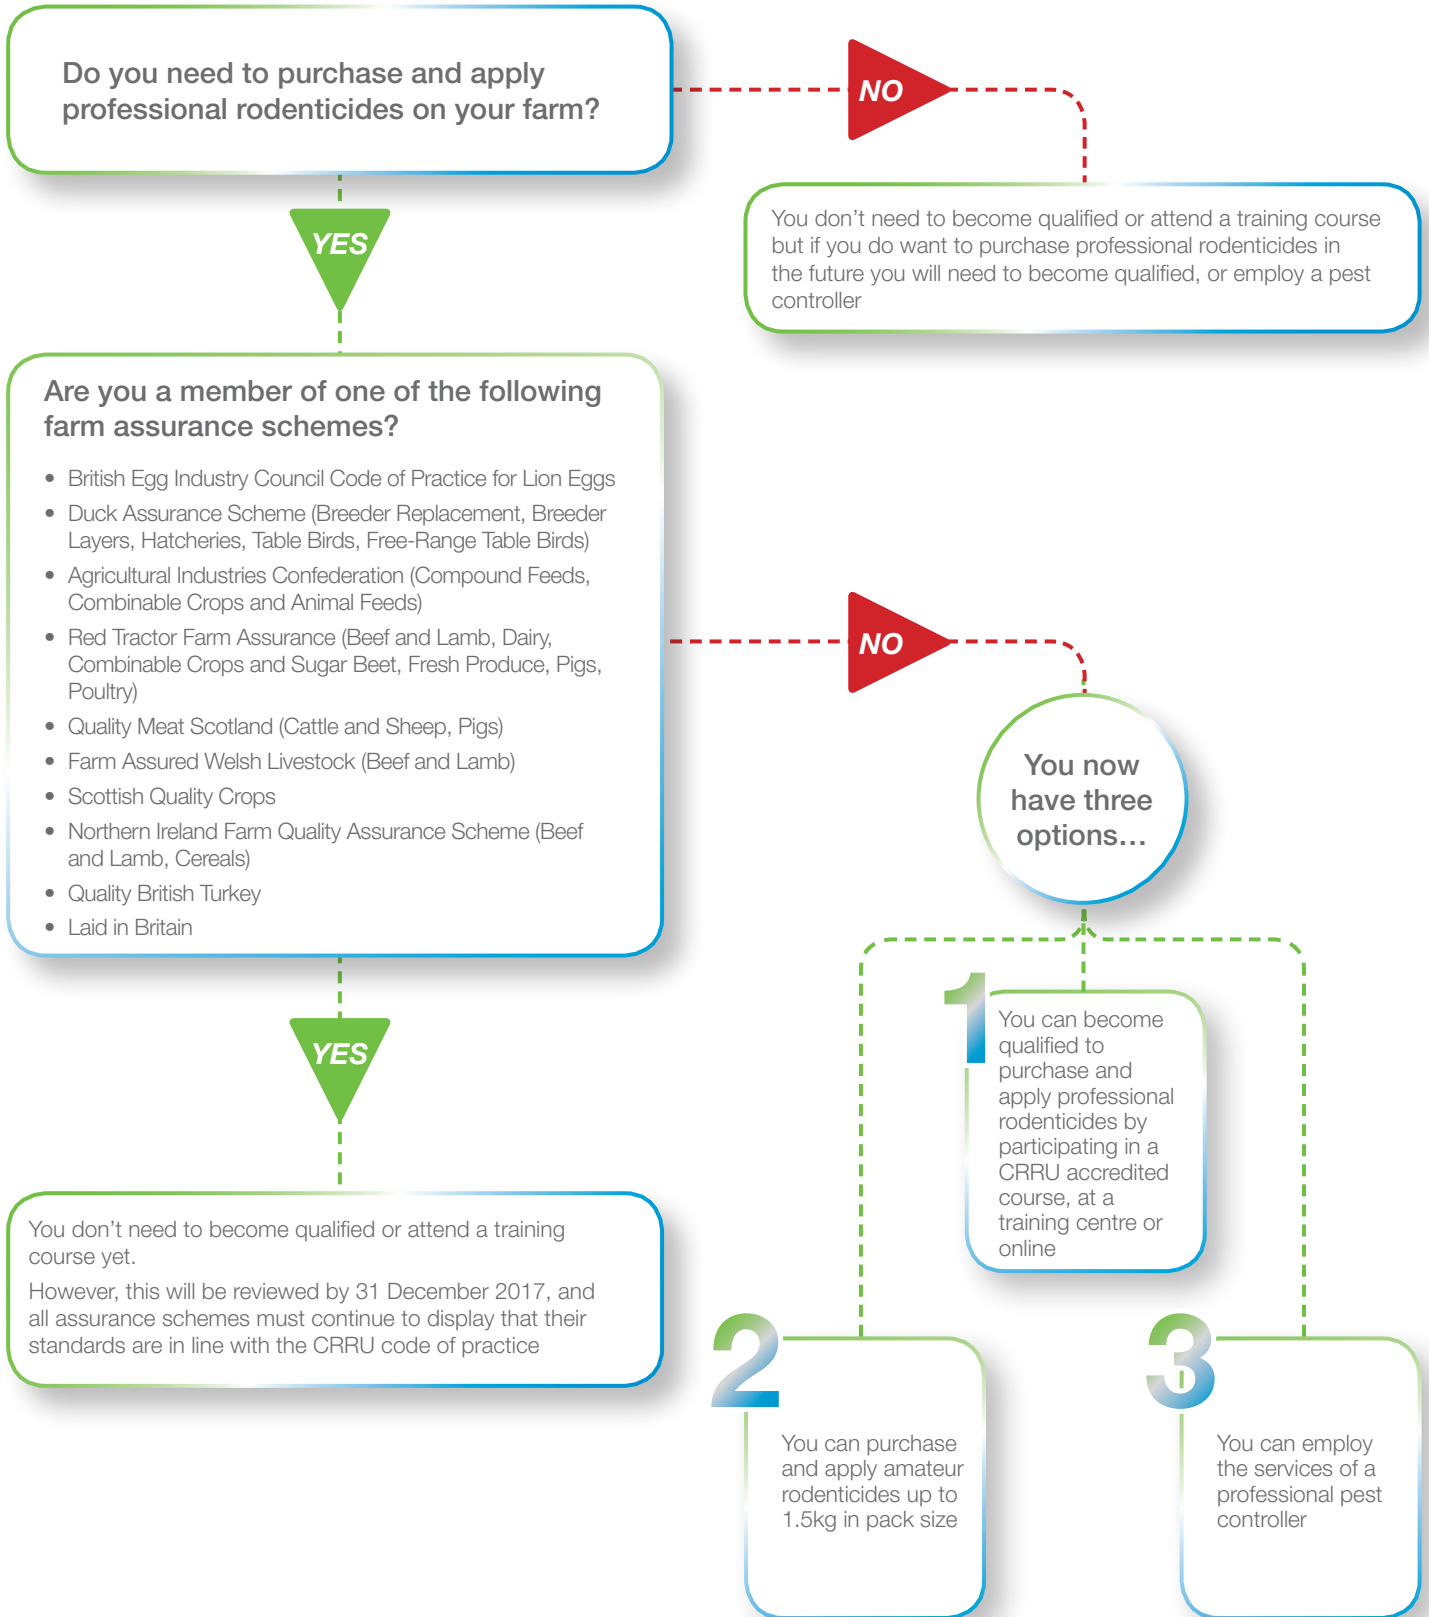 Do you need to purchase and apply
professional rodenticides on your farm?
NO
You don’t need to become qualified or attend a training course
but if you do want to purchase professional rodenticides in
the future you will need to become qualified, or employ a pest
controller
YES
Are you a member of one of the following
farm assurance schemes?
• British Egg Industry Council Code of Practice for Lion Eggs
• Duck Assurance Scheme (Breeder Replacement, Breeder
Layers, Hatcheries, Table Birds, Free-Range Table Birds)
• Agricultural Industries Confederation (Compound Feeds,
Combinable Crops and Animal Feeds)
• Red Tractor Farm Assurance (Beef and Lamb, Dairy,
Combinable Crops and Sugar Beet, Fresh Produce, Pigs,
Poultry)
• Quality Meat Scotland (Cattle and Sheep, Pigs)
• Farm Assured Welsh Livestock (Beef and Lamb)
• Scottish Quality Crops
• Northern Ireland Farm Quality Assurance Scheme (Beef
and Lamb, Cereals)
• Quality British Turkey
• Laid in Britain
NO
You now
have three
options…
YES
You don’t need to become qualified or attend a training
course yet.
However, this will be reviewed by 31 December 2017, and
all assurance schemes must continue to display that their
standards are in line with the CRRU code of practice
1
You can become
qualified to
purchase and
apply professional
rodenticides by
participating in a
CRRU accredited
course, at a
training centre or
online
2
You can purchase
and apply amateur
rodenticides up to
1.5kg in pack size
3
You can employ
the services of a
professional pest
controller